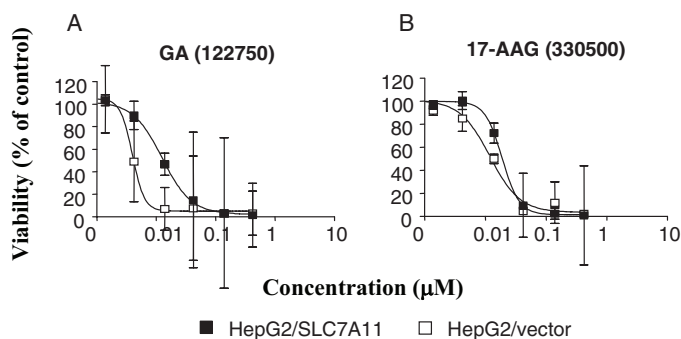 A
GA (122750)
B
17-AAG (330500)
Viability (% of control)
120
100
80
60
40
20
0
0 0.01 0.1 1 10
120
100
80
60
40
20
0
0 0.01 0.1 1 10
Concentration (μM)
HepG2/SLC7A11 HepG2/vector